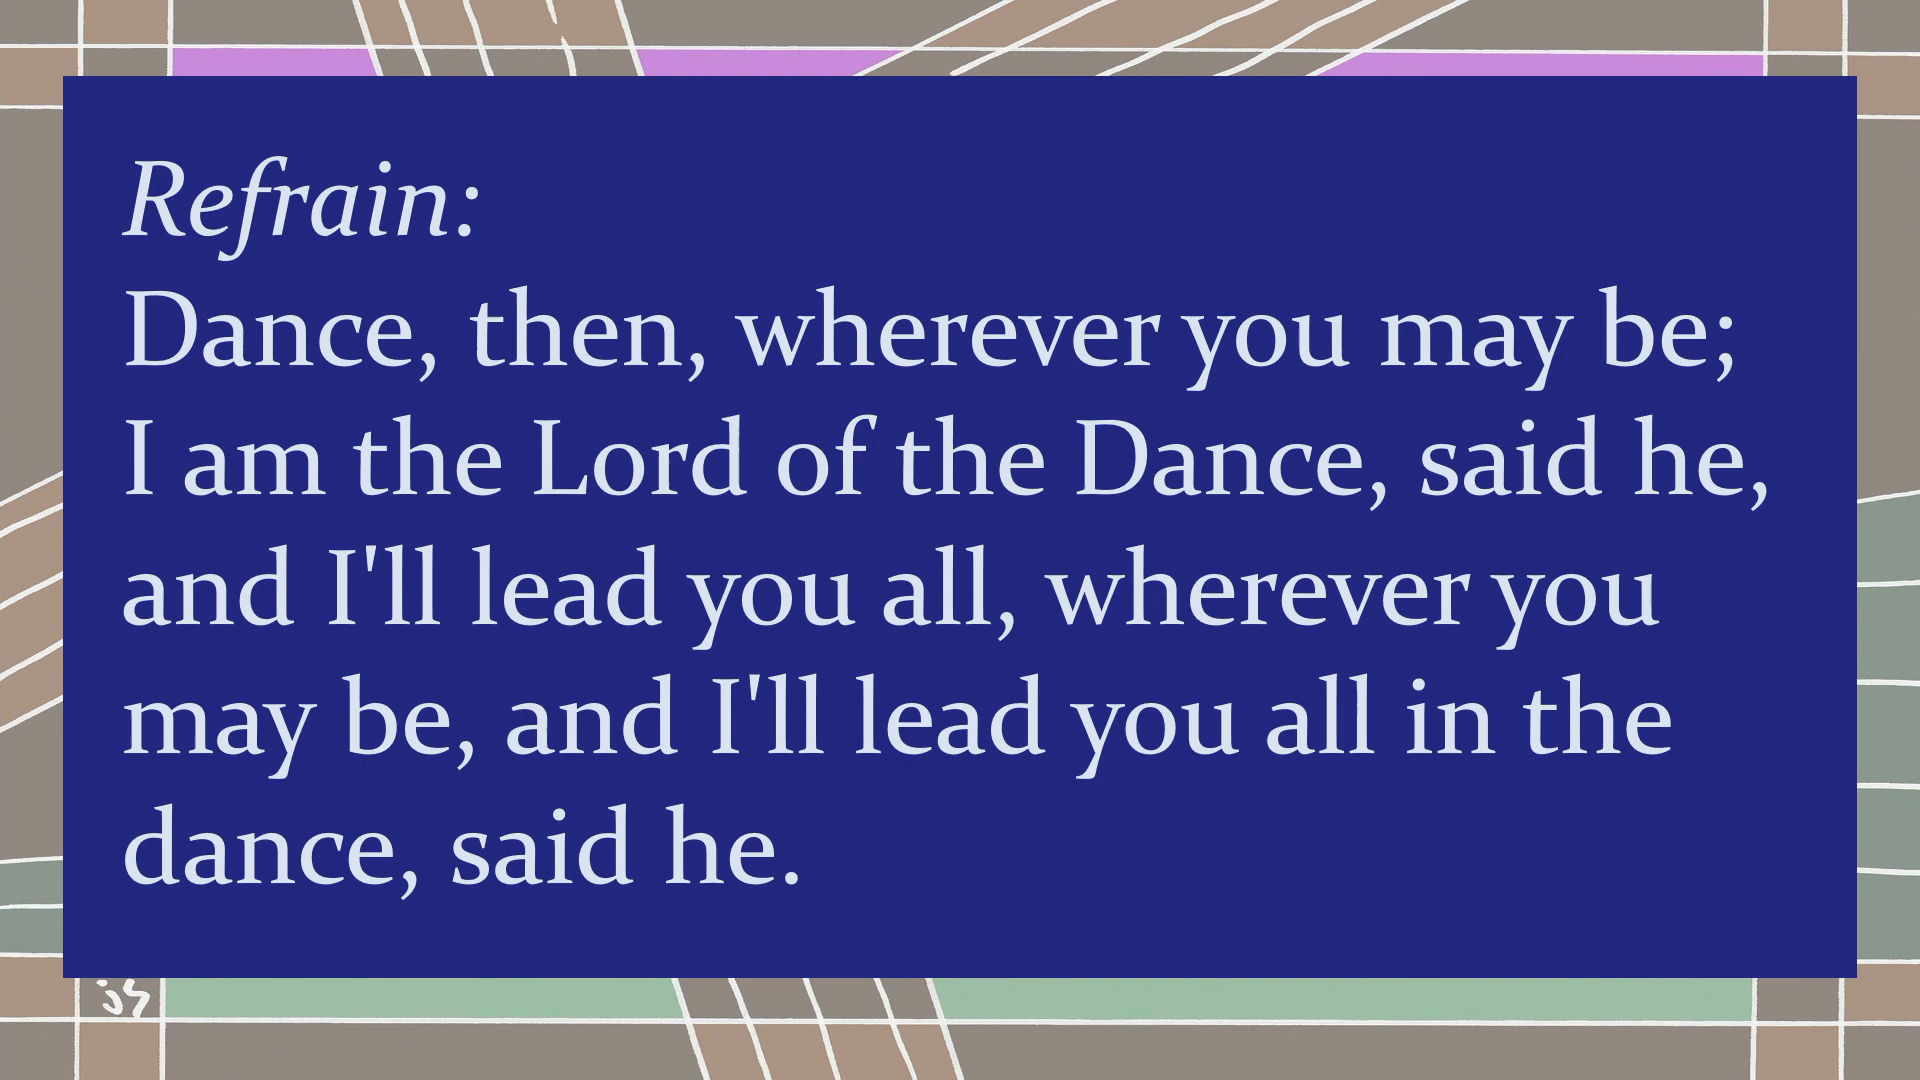 Refrain:
Dance, then, wherever you may be;
I am the Lord of the Dance, said he,
and I'll lead you all, wherever you
may be, and I'll lead you all in the
dance, said he.